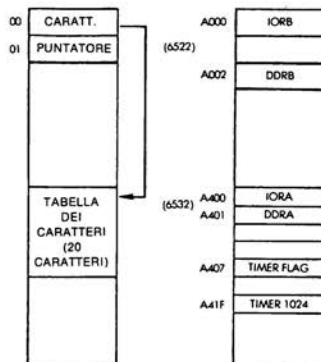 00 CARATT.
01 PUNTATORE
TABELLA
DEI
CARATTERI
(20
CARATTERI)
A000 IORB
(6522)
A002 DDRB
(6532) A400 IORA
A401 DDRA
A407 TIMER FLAG
A41F TIMER 1024